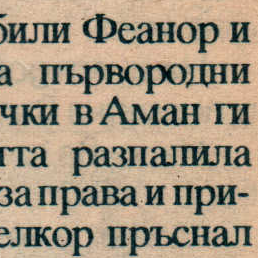 били Феанор и
а първородни
чки в Аман ги
тта разпалила
за права и при-
елкор пръснал